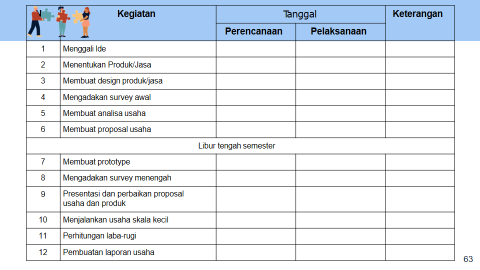 Kegiatan Tanggal Keterangan
Perencanaan Pelaksanaan
1 Menggali Ide
2 Menentukan Produk/Jasa
3 Membuat design produk/jasa
4 Mengadakan survey awal
5 Membuat analisa usaha
6 Membuat proposal usaha
Libur tengah semester
7 Membuat prototype
8 Mengadakan survey menengah
9 Presentasi dan perbaikan proposal
usaha dan produk
10 Menjalankan usaha skala kecil
11 Perhitungan laba-rugi
12 Pembuatan laporan usaha
63